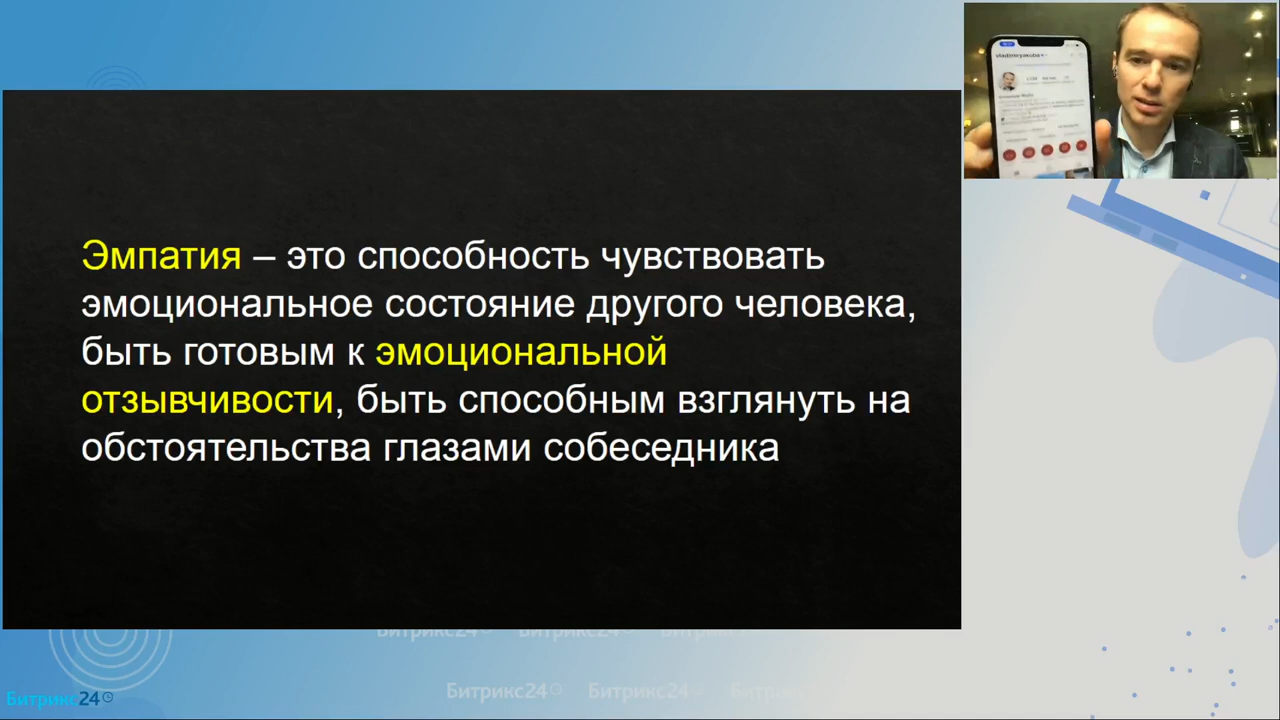 Эмпатия – это способность чувствовать
эмоциональное состояние другого человека,
быть готовым к эмоциональной
отзывчивости, быть способным взглянуть на
обстоятельства глазами собеседника
Битрикс24 Битрикс24
Битрикс24 Битрикс24
Битрикс24